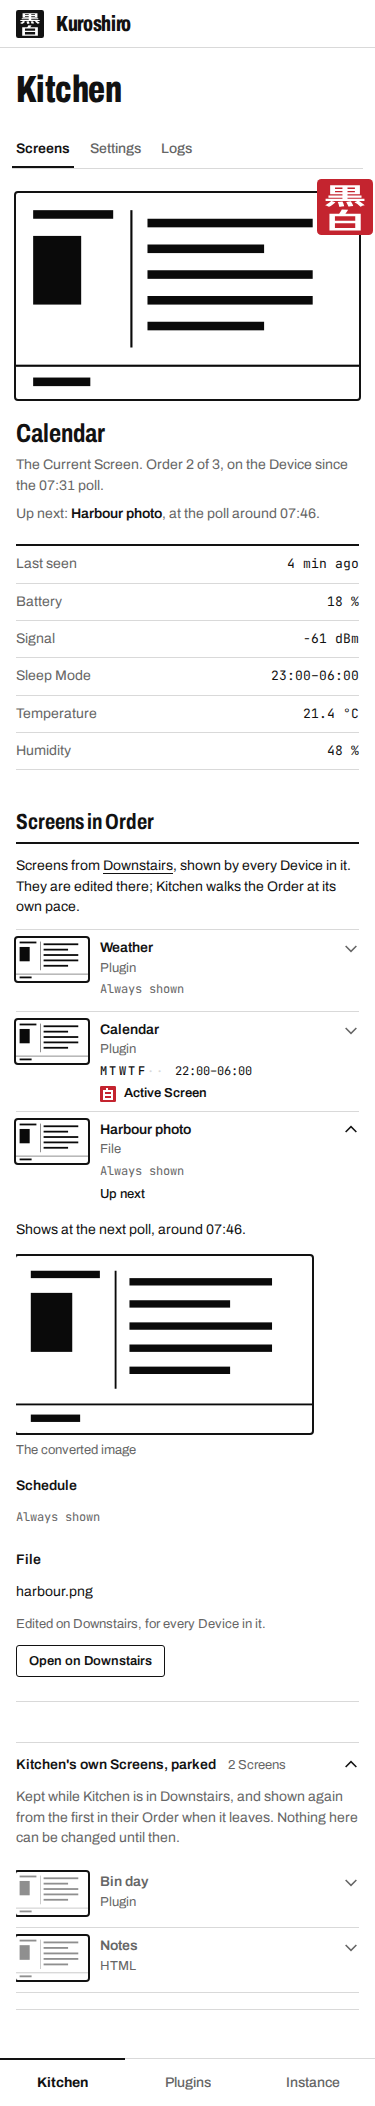 黒白 Kuroshiro
Kitchen
Screens Settings Logs
黒白
Calendar
The Current Screen. Order 2 of 3, on the Device since
the 07:31 poll.
Up next: Harbour photo, at the poll around 07:46.
Last seen 4 min ago
Battery 18 %
Signal -61 dBm
Sleep Mode 23:00–06:00
Temperature 21.4 °C
Humidity 48 %
Screens in Order
Screens from Downstairs, shown by every Device in it.
They are edited there; Kitchen walks the Order at its
own pace.
Weather
Plugin
Always shown
Calendar
Plugin
MTWTF·· 22:00–06:00
白 Active Screen
Harbour photo
File
Always shown
Up next
Shows at the next poll, around 07:46.
The converted image
Schedule
Always shown
File
harbour.png
Edited on Downstairs, for every Device in it.
Open on Downstairs
Kitchen's own Screens, parked 2 Screens
Kept while Kitchen is in Downstairs, and shown again
from the first in their Order when it leaves. Nothing here
can be changed until then.
Bin day
Plugin
Notes
HTML
Kitchen Plugins Instance